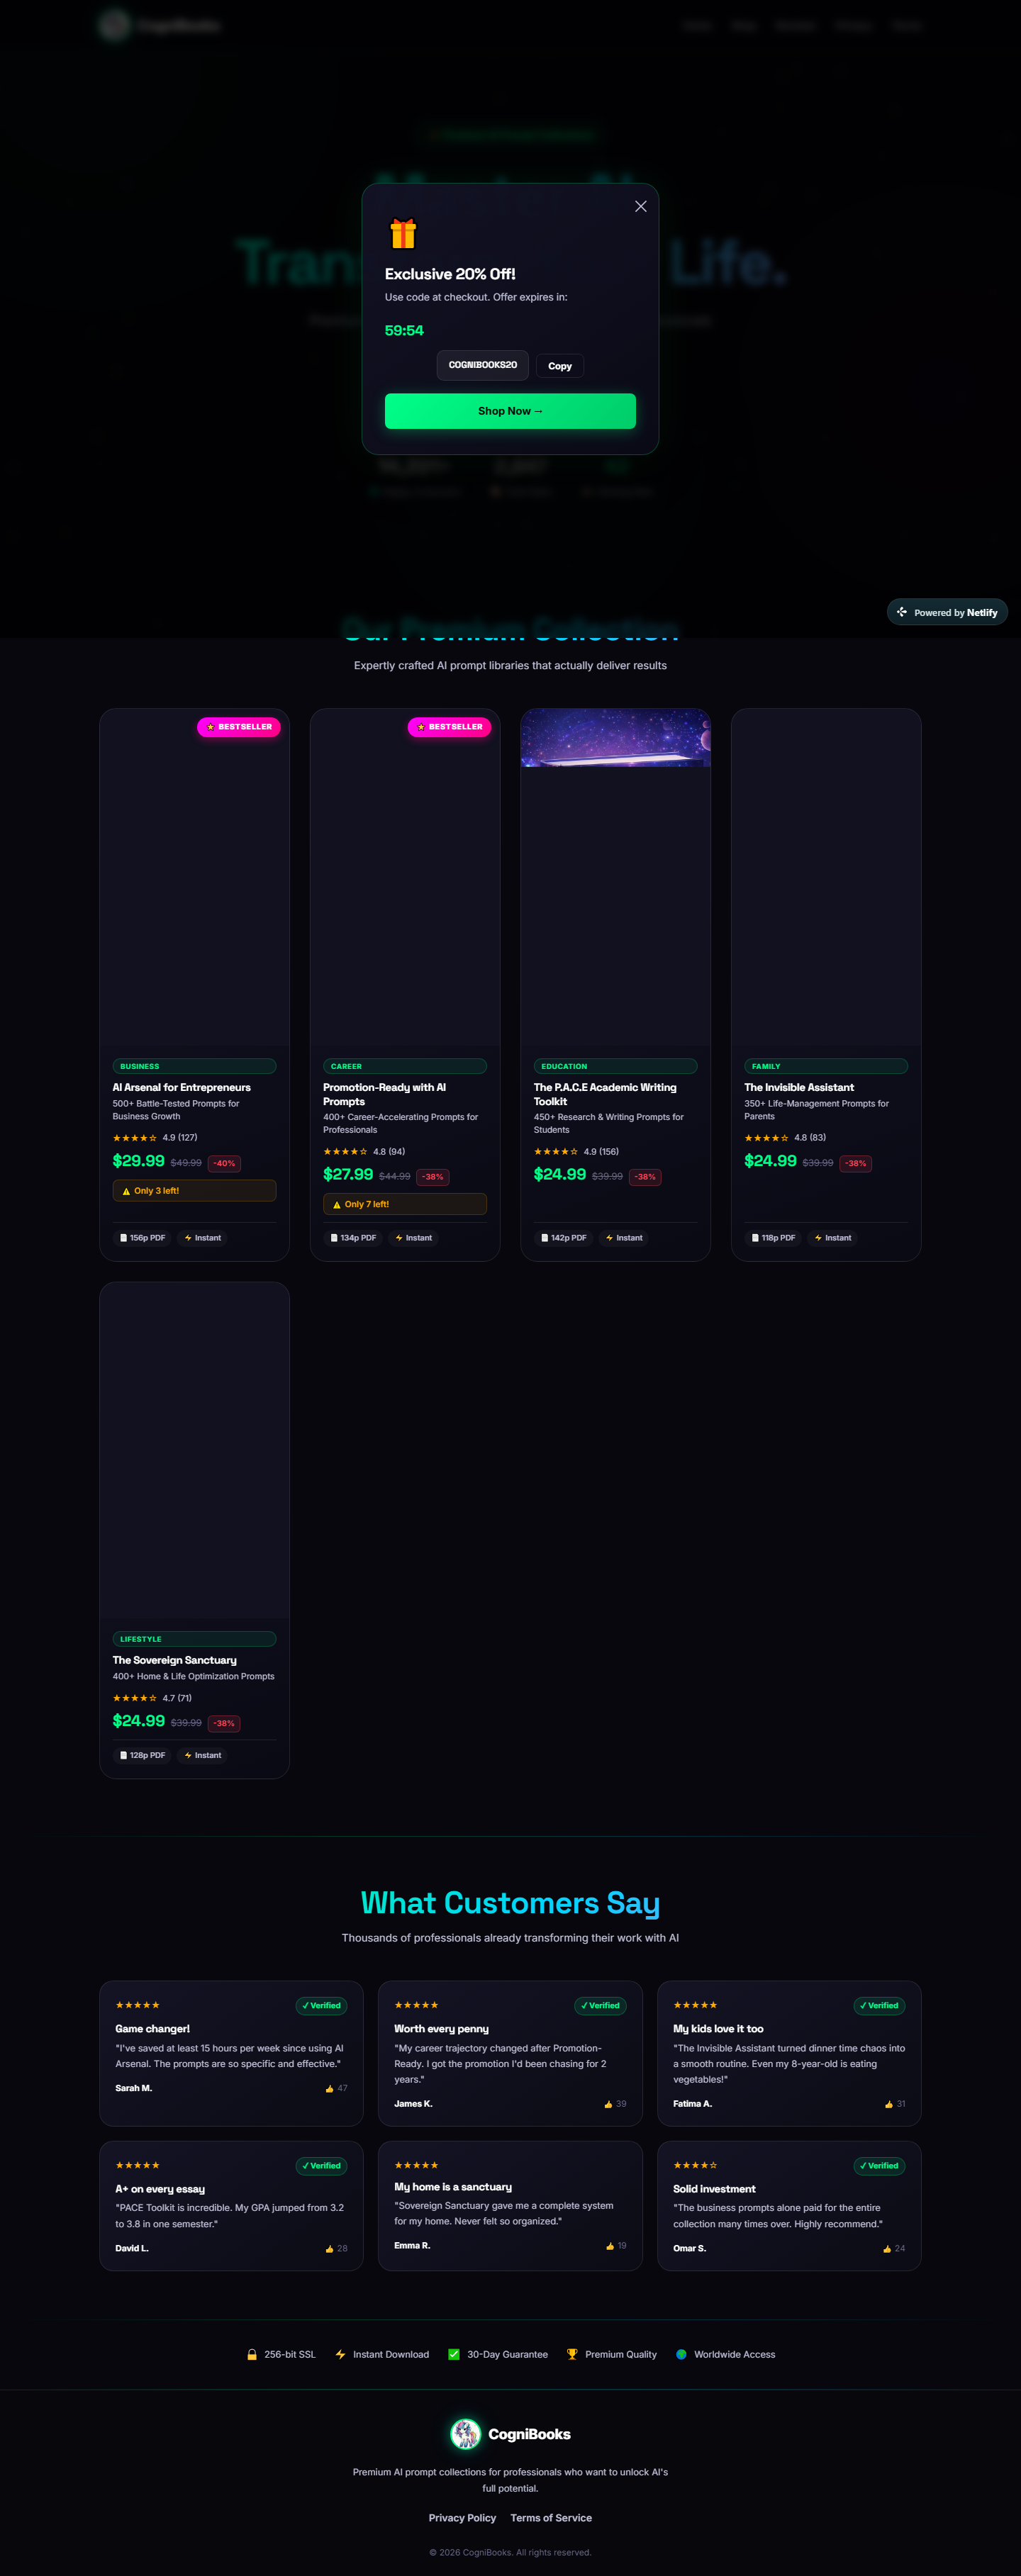 CogniBooks
Tran
Life.
Exclusive 20% Off!
Use code at checkout. Offer expires in:
59:54
COGNIBOOKS20
Copy
Shop Now →
Powered by Netlify
Our Premium Collection
Expertly crafted AI prompt libraries that actually deliver results
★ BESTSELLER
BUSINESS
AI Arsenal for Entrepreneurs
500+ Battle-Tested Prompts for
Business Growth
★★★★☆ 4.9 (127)
$29.99 $49.99 -40%
Only 3 left!
156p PDF
Instant
★ BESTSELLER
CAREER
Promotion-Ready with AI
Prompts
400+ Career-Accelerating Prompts for
Professionals
★★★★☆ 4.8 (94)
$27.99 $44.99 -38%
Only 7 left!
134p PDF
Instant
EDUCATION
The P.A.C.E Academic Writing
Toolkit
450+ Research & Writing Prompts for
Students
★★★★☆ 4.9 (156)
$24.99 $39.99 -38%
142p PDF
Instant
FAMILY
The Invisible Assistant
350+ Life-Management Prompts for
Parents
★★★★☆ 4.8 (83)
$24.99 $39.99 -38%
118p PDF
Instant
LIFESTYLE
The Sovereign Sanctuary
400+ Home & Life Optimization Prompts
★★★★☆ 4.7 (71)
$24.99 $39.99 -38%
128p PDF
Instant
What Customers Say
Thousands of professionals already transforming their work with AI
★★★★★
✓ Verified
Game changer!
"I've saved at least 15 hours per week since using AI
Arsenal. The prompts are so specific and effective."
Sarah M.
47
★★★★★
✓ Verified
Worth every penny
"My career trajectory changed after Promotion-
Ready. I got the promotion I'd been chasing for 2
years."
James K.
39
★★★★★
✓ Verified
My kids love it too
"The Invisible Assistant turned dinner time chaos into
a smooth routine. Even my 8-year-old is eating
vegetables!"
Fatima A.
31
★★★★★
✓ Verified
A+ on every essay
"PACE Toolkit is incredible. My GPA jumped from 3.2
to 3.8 in one semester."
David L.
28
★★★★★
My home is a sanctuary
"Sovereign Sanctuary gave me a complete system
for my home. Never felt so organized."
Emma R.
19
★★★★☆
✓ Verified
Solid investment
"The business prompts alone paid for the entire
collection many times over. Highly recommend."
Omar S.
24
256-bit SSL
Instant Download
30-Day Guarantee
Premium Quality
Worldwide Access
CogniBooks
Premium AI prompt collections for professionals who want to unlock AI's
full potential.
Privacy Policy
Terms of Service
© 2026 CogniBooks. All rights reserved.